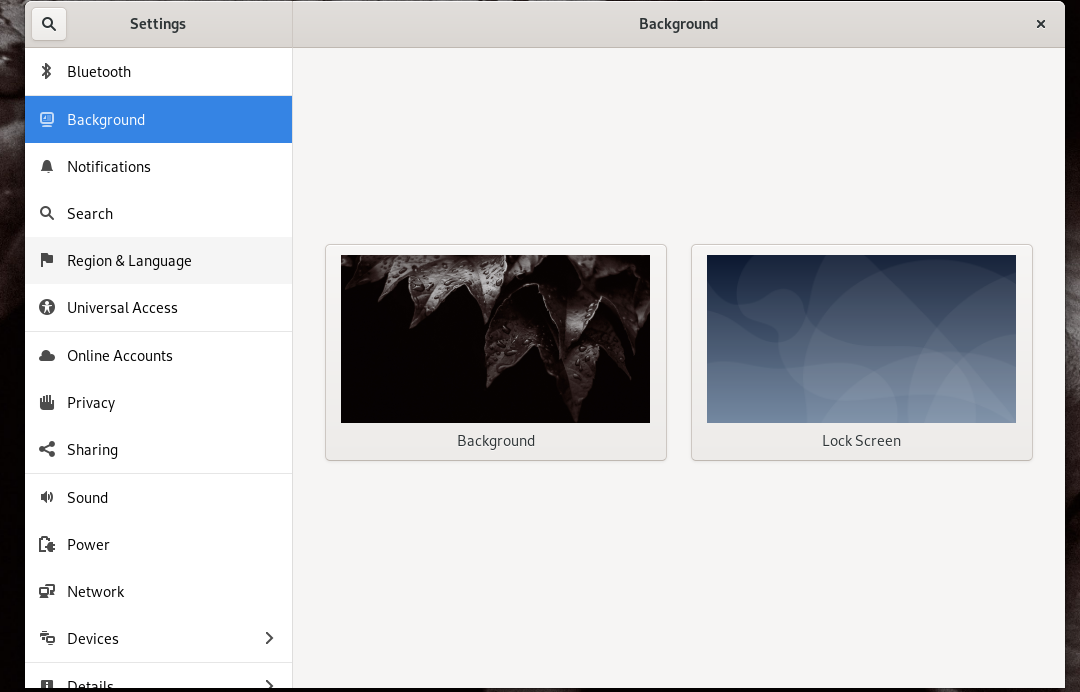 Settings
Background
Bluetooth
Background
Notifications
Search
Region & Language
Universal Access
Online Accounts
Privacy
Sharing
Sound
Power
Network
Devices
Details
Background
Lock Screen